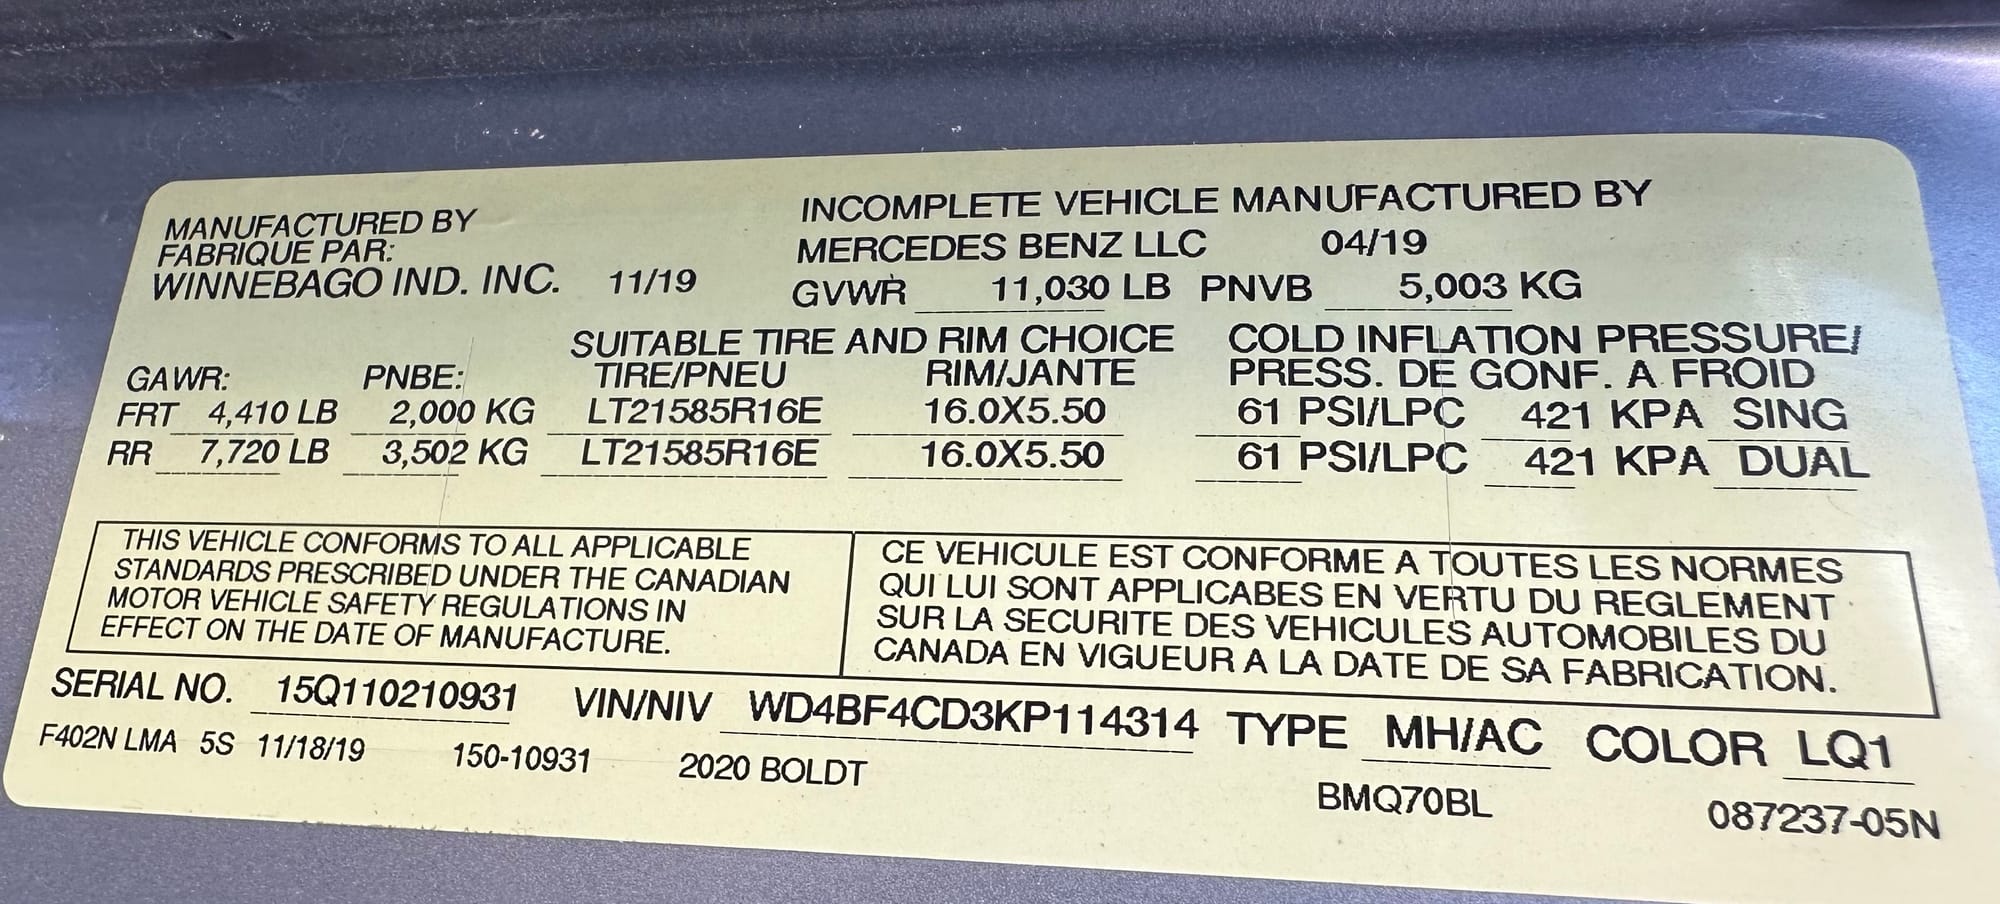 MANUFACTURED BY
FABRIQUE PAR:
WINNEBAGO IND. INC. 11/19
INCOMPLETE VEHICLE MANUFACTURED BY
MERCEDES BENZ LLC 04/19
GVWR 11,030 LB PNVB 5,003 KG
SUITABLE TIRE AND RIM CHOICE COLD INFLATION PRESSURE/
GAWR: PNBE: TIRE/PNEU RIM/JANTE PRESS. DE GONF. A FROID
FRT 4,410 LB 2,000 KG LT21585R16E 16.0X5.50 61 PSI/LPC 421 KPA SING
RR 7,720 LB 3,502 KG LT21585R16E 16.0X5.50 61 PSI/LPC 421 KPA DUAL
THIS VEHICLE CONFORMS TO ALL APPLICABLE
STANDARDS PRESCRIBED UNDER THE CANADIAN
MOTOR VEHICLE SAFETY REGULATIONS IN
EFFECT ON THE DATE OF MANUFACTURE.
CE VEHICULE EST CONFORME A TOUTES LES NORMES
QUI LUI SONT APPLICABES EN VERTU DU REGLEMENT
SUR LA SECURITE DES VEHICULES AUTOMOBILES DU
CANADA EN VIGUEUR A LA DATE DE SA FABRICATION.
SERIAL NO. 15Q110210931 VIN/NIV WD4BF4CD3KP114314 TYPE MH/AC COLOR LQ1
F402N LMA 5S 11/18/19 150-10931 2020 BOLDT BMQ70BL 087237-05N